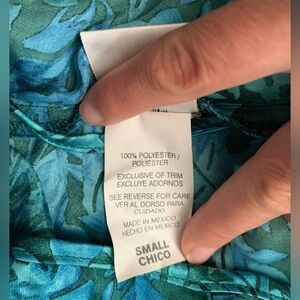 100% POLYESTER /
POLIESTER
EXCLUSIVE OF TRIM
EXCLUYE ADORNOS
SEE REVERSE FOR CARE
VER AL DORSO PARA
CUIDADO
MADE IN MEXICO
HECHO EN MEXICO
SMALL
CHICO